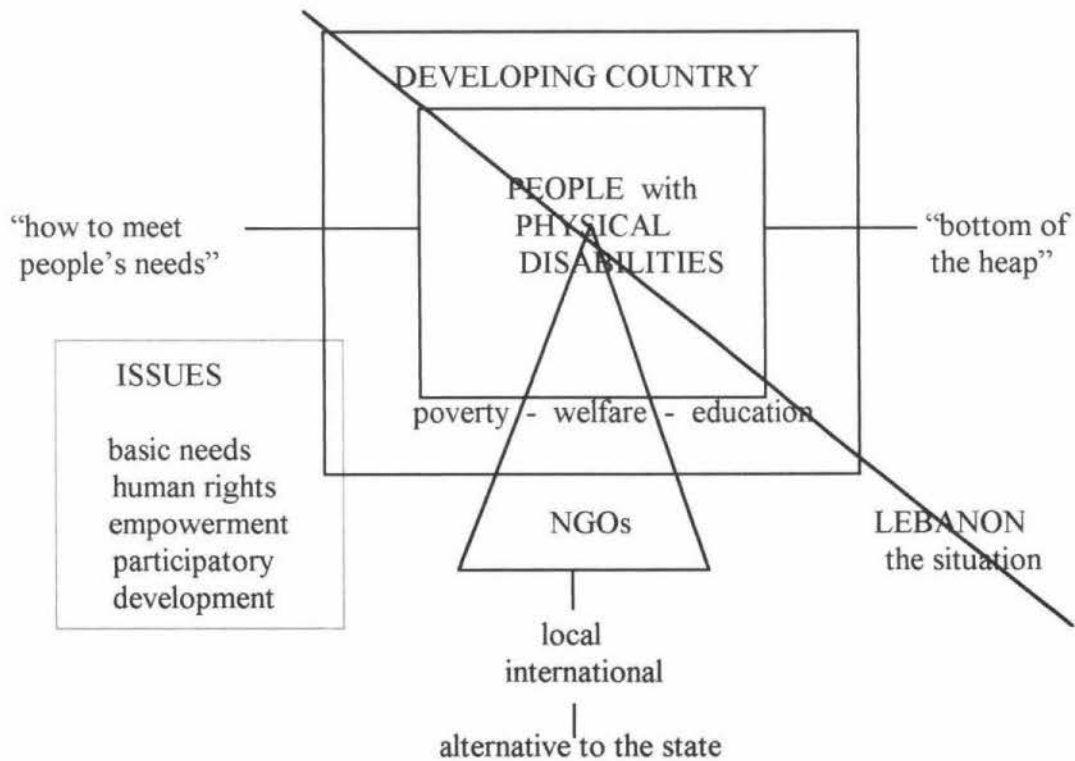 DEVELOPING COUNTRY
PEOPLE with
PHYSICAL
DISABILITIES
“how to meet
people’s needs”
“bottom of
the heap”
poverty - welfare - education
ISSUES
basic needs
human rights
empowerment
participatory
development
NGOs
LEBANON
the situation
local
international
alternative to the state